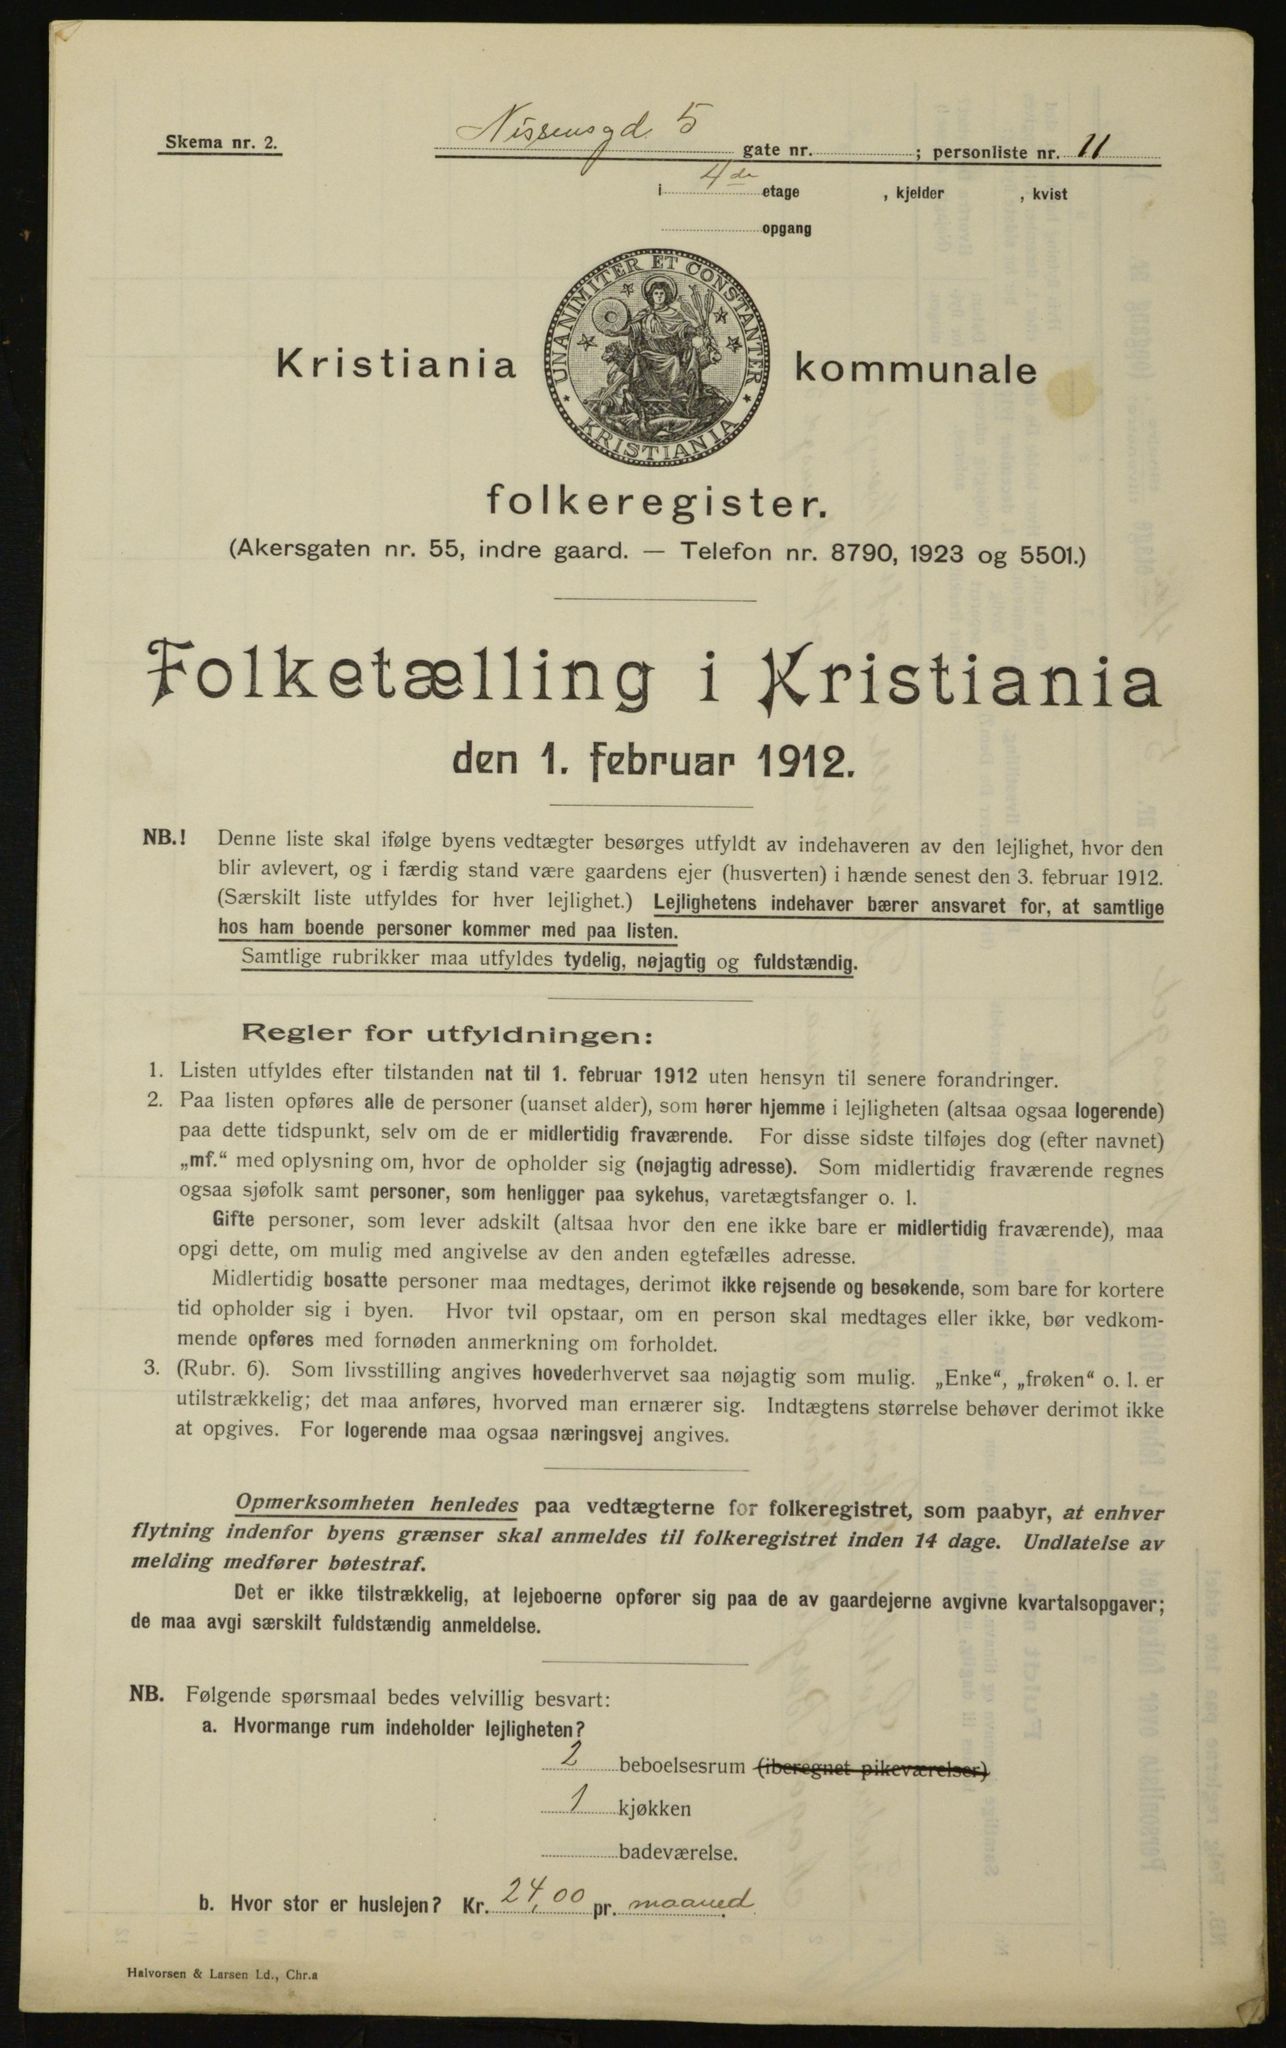 Skema nr. 2.
Nissensgd. 5 gate nr. ; personliste nr. 11
i 4de etage , kjelder , kvist
opgang
UNANIMITER ET CONSTANTER
KRISTIANIA
Kristiania kommunale
folkeregister.
(Akersgaten nr. 55, indre gaard. — Telefon nr. 8790, 1923 og 5501.)
Folketælling i Kristiania
den 1. februar 1912.
NB.! Denne liste skal ifølge byens vedtægter besørges utfyldt av indehaveren av den lejlighet, hvor den
blir avlevert, og i færdig stand være gaardens ejer (husverten) i hænde senest den 3. februar 1912.
(Særskilt liste utfyldes for hver lejlighet.) Lejlighetens indehaver bærer ansvaret for, at samtlige
hos ham boende personer kommer med paa listen.
Samtlige rubrikker maa utfyldes tydelig, nøjagtig og fuldstændig.
Regler for utfyldningen:
1. Listen utfyldes efter tilstanden nat til 1. februar 1912 uten hensyn til senere forandringer.
2. Paa listen opføres alle de personer (uanset alder), som hører hjemme i lejligheten (altsaa ogsaa logerende)
paa dette tidspunkt, selv om de er midlertidig fraværende. For disse sidste tilføjes dog (efter navnet)
„mf.“ med oplysning om, hvor de opholder sig (nøjagtig adresse). Som midlertidig fraværende regnes
ogsaa sjøfolk samt personer, som henligger paa sykehus, varetægtsfanger o. l.
Gifte personer, som lever adskilt (altsaa hvor den ene ikke bare er midlertidig fraværende), maa
opgi dette, om mulig med angivelse av den anden egtefælles adresse.
Midlertidig bosatte personer maa medtages, derimot ikke rejsende og besøkende, som bare for kortere
tid opholder sig i byen. Hvor tvil opstaar, om en person skal medtages eller ikke, bør vedkom-
mende opføres med fornøden anmerkning om forholdet.
3. (Rubr. 6). Som livsstilling angives hovederhvervet saa nøjagtig som mulig. „Enke“, „frøken“ o. l. er
utilstrækkelig; det maa anføres, hvorved man ernærer sig. Indtægtens størrelse behøver derimot ikke
at opgives. For logerende maa ogsaa næringsvej angives.
Opmerksomheten henledes paa vedtægterne for folkeregistret, som paabyr, at enhver
flytning indenfor byens grænser skal anmeldes til folkeregistret inden 14 dage. Undlatelse av
melding medfører bøtestraf.
Det er ikke tilstrækkelig, at lejeboerne opfører sig paa de av gaardejerne avgivne kvartalsopgaver;
de maa avgi særskilt fuldstændig anmeldelse.
NB. Følgende spørsmaal bedes velvillig besvart:
a. Hvormange rum indeholder lejligheten?
2 beboelsesrum (iberegnet pikeværelser)
1 kjøkken
badeværelse.
b. Hvor stor er huslejen? Kr. 24,00 pr. maaned
Halvorsen & Larsen Ld., Chr.a